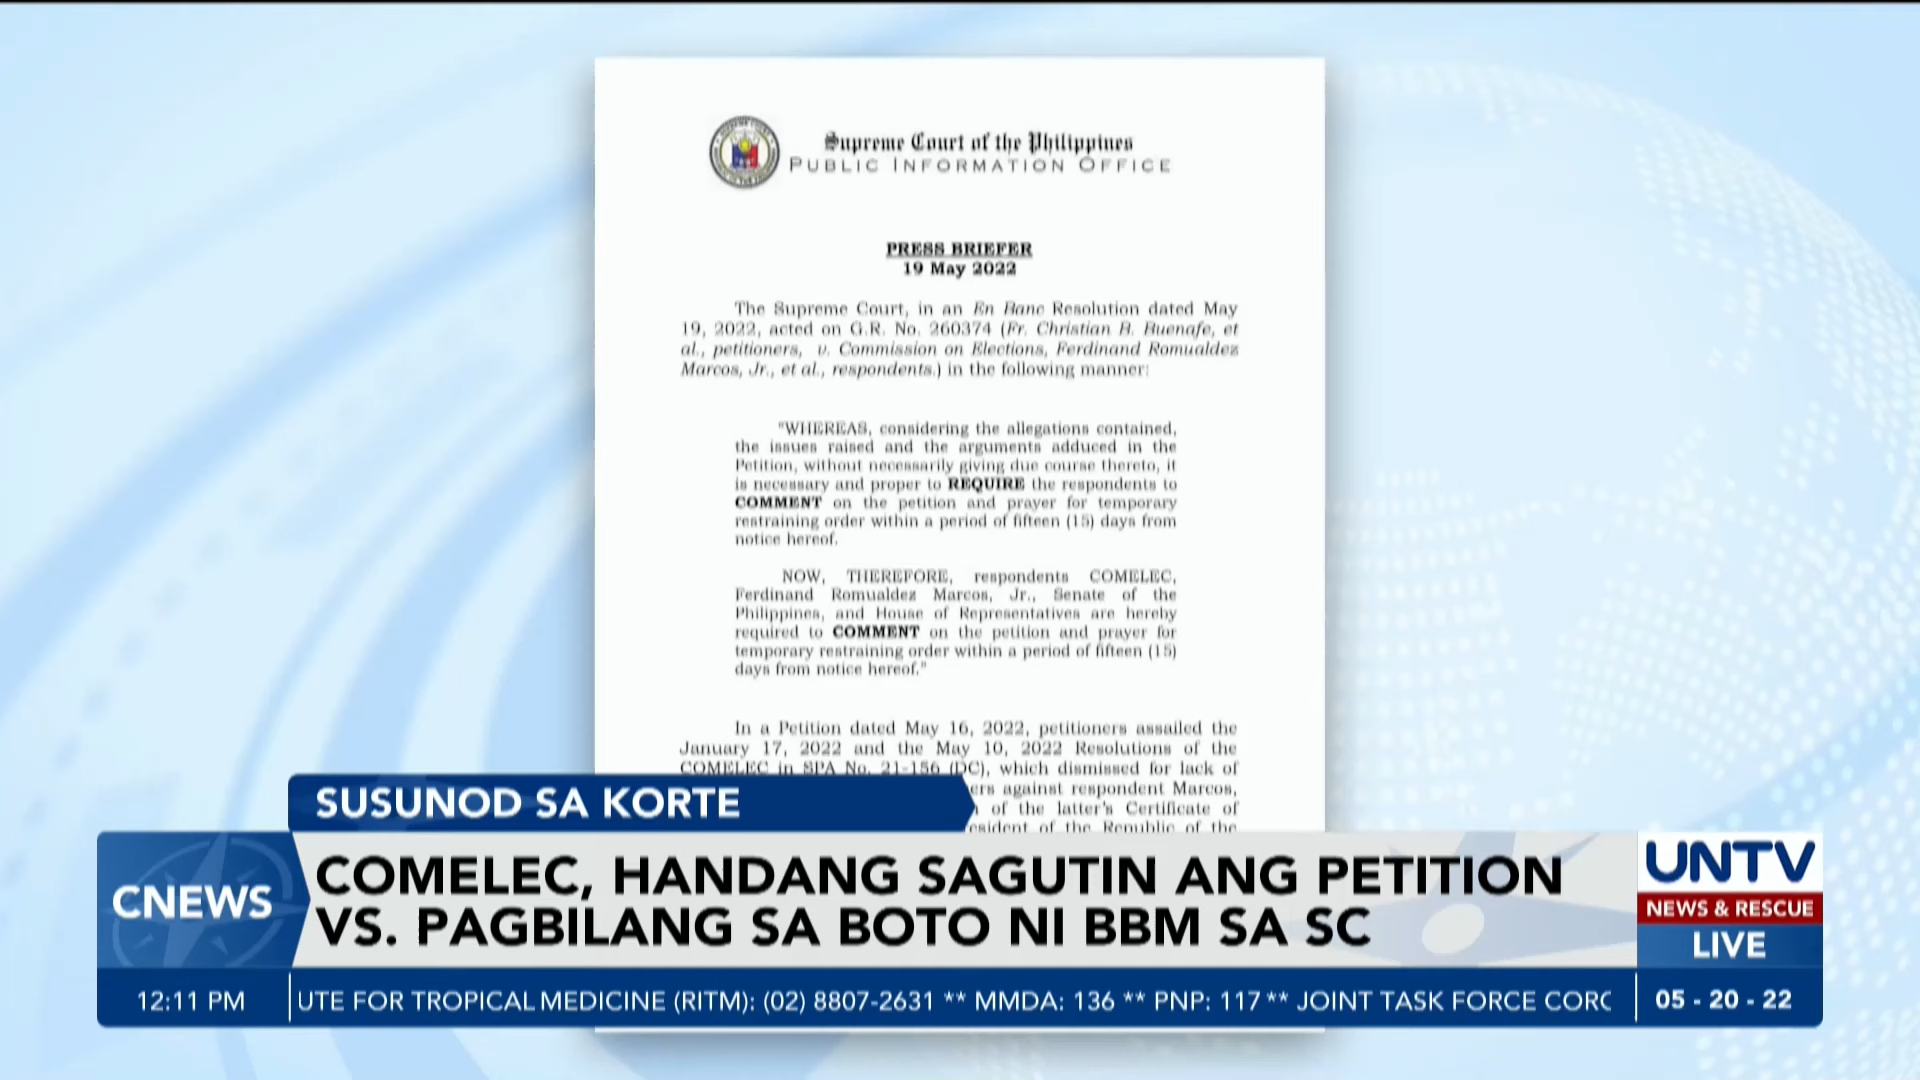 Supreme Court of the Philippines
PUBLIC INFORMATION OFFICE
PRESS BRIEFER
19 May 2022
The Supreme Court, in an En Banc Resolution dated May
19, 2022, acted on G.R. No. 260374 (Fr. Christian B. Buenafe, et
al., petitioners, v. Commission on Elections, Ferdinand Romualdez
Marcos, Jr., et al., respondents.) in the following manner:
"WHEREAS, considering the allegations contained,
the issues raised and the arguments adduced in the
Petition, without necessarily giving due course thereto, it
is necessary and proper to REQUIRE the respondents to
COMMENT on the petition and prayer for temporary
restraining order within a period of fifteen (15) days from
notice hereof.
NOW, THEREFORE, respondents COMELEC,
Ferdinand Romualdez Marcos, Jr., Senate of the
Philippines, and House of Representatives are hereby
required to COMMENT on the petition and prayer for
temporary restraining order within a period of fifteen (15)
days from notice hereof."
In a Petition dated May 16, 2022, petitioners assailed the
January 17, 2022 and the May 10, 2022 Resolutions of the
COMELEC in SPA No. 21-156 (DC), which dismissed for lack of
ers against respondent Marcos,
of the latter's Certificate of
esident of the Republic of the
SUSUNOD SA KORTE
CNEWS
COMELEC, HANDANG SAGUTIN ANG PETITION
VS. PAGBILANG SA BOTO NI BBM SA SC
UNTV
NEWS & RESCUE
LIVE
12:11 PM
UTE FOR TROPICAL MEDICINE (RITM): (02) 8807-2631 ** MMDA: 136 ** PNP: 117 ** JOINT TASK FORCE CORO
05 - 20 - 22